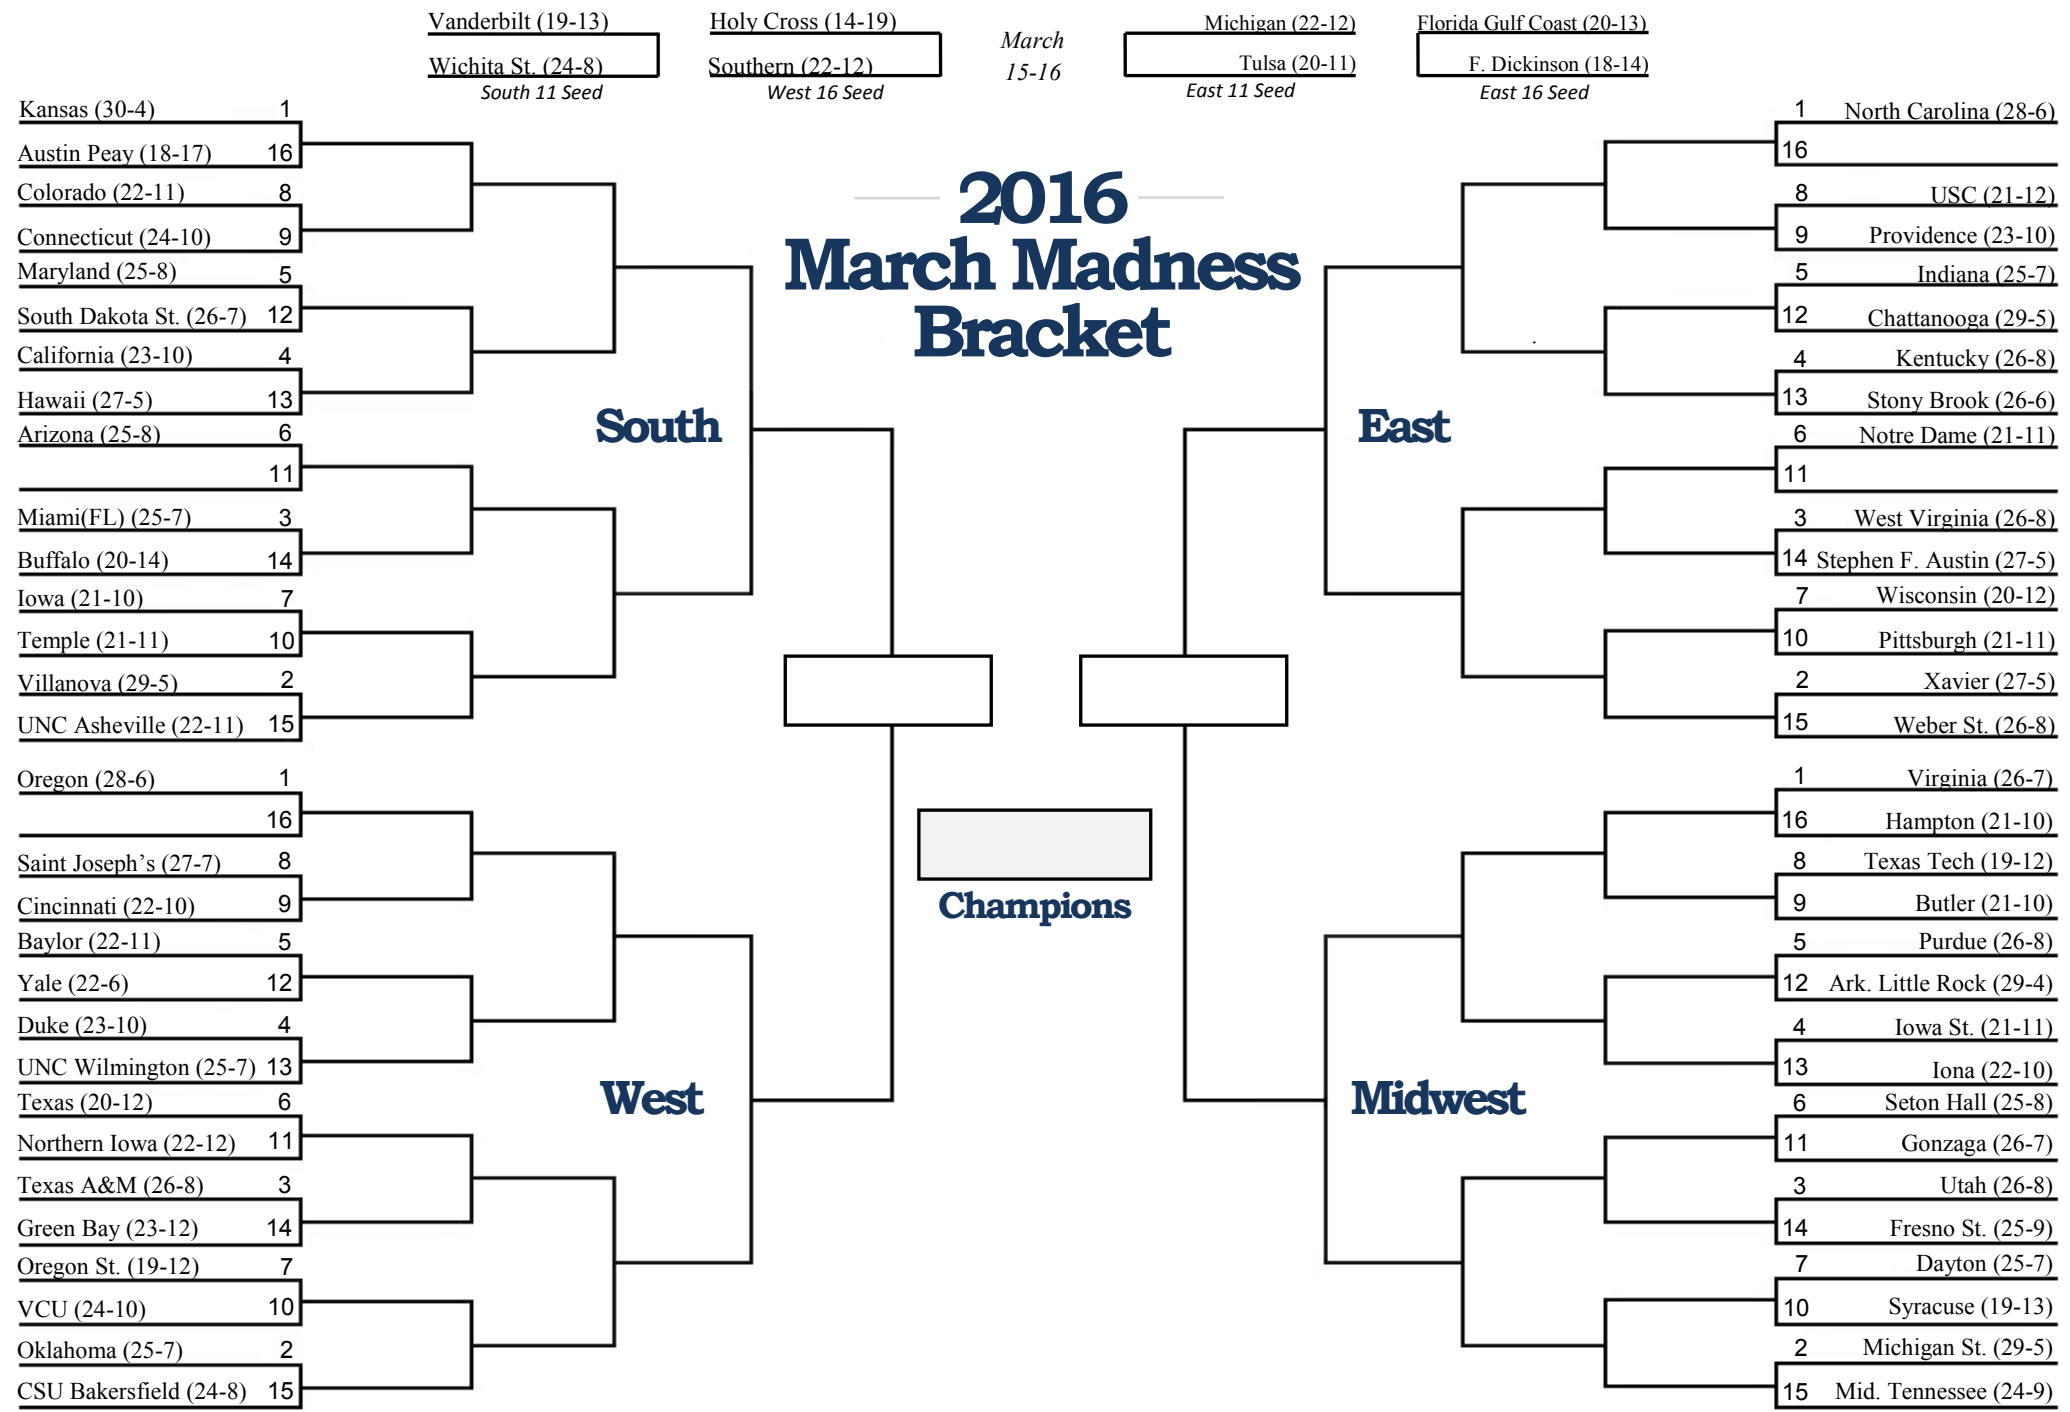 Vanderbilt (19-13)
Wichita St. (24-8)
South 11 Seed
Holy Cross (14-19)
Southern (22-12)
West 16 Seed
March
15-16
Michigan (22-12)
Tulsa (20-11)
East 11 Seed
Florida Gulf Coast (20-13)
F. Dickinson (18-14)
East 16 Seed
2016
March Madness
Bracket
Kansas (30-4) 1
Austin Peay (18-17) 16
Colorado (22-11) 8
Connecticut (24-10) 9
Maryland (25-8) 5
South Dakota St. (26-7) 12
California (23-10) 4
Hawaii (27-5) 13
Arizona (25-8) 6
11
Miami(FL) (25-7) 3
Buffalo (20-14) 14
Iowa (21-10) 7
Temple (21-11) 10
Villanova (29-5) 2
UNC Asheville (22-11) 15
South
Oregon (28-6) 1
16
Saint Joseph’s (27-7) 8
Cincinnati (22-10) 9
Baylor (22-11) 5
Yale (22-6) 12
Duke (23-10) 4
UNC Wilmington (25-7) 13
Texas (20-12) 6
Northern Iowa (22-12) 11
Texas A&M (26-8) 3
Green Bay (23-12) 14
Oregon St. (19-12) 7
VCU (24-10) 10
Oklahoma (25-7) 2
CSU Bakersfield (24-8) 15
West
Champions
East
1 North Carolina (28-6)
16
8 USC (21-12)
9 Providence (23-10)
5 Indiana (25-7)
12 Chattanooga (29-5)
4 Kentucky (26-8)
13 Stony Brook (26-6)
6 Notre Dame (21-11)
11
3 West Virginia (26-8)
14 Stephen F. Austin (27-5)
7 Wisconsin (20-12)
10 Pittsburgh (21-11)
2 Xavier (27-5)
15 Weber St. (26-8)
Midwest
1 Virginia (26-7)
16 Hampton (21-10)
8 Texas Tech (19-12)
9 Butler (21-10)
5 Purdue (26-8)
12 Ark. Little Rock (29-4)
4 Iowa St. (21-11)
13 Iona (22-10)
6 Seton Hall (25-8)
11 Gonzaga (26-7)
3 Utah (26-8)
14 Fresno St. (25-9)
7 Dayton (25-7)
10 Syracuse (19-13)
2 Michigan St. (29-5)
15 Mid. Tennessee (24-9)